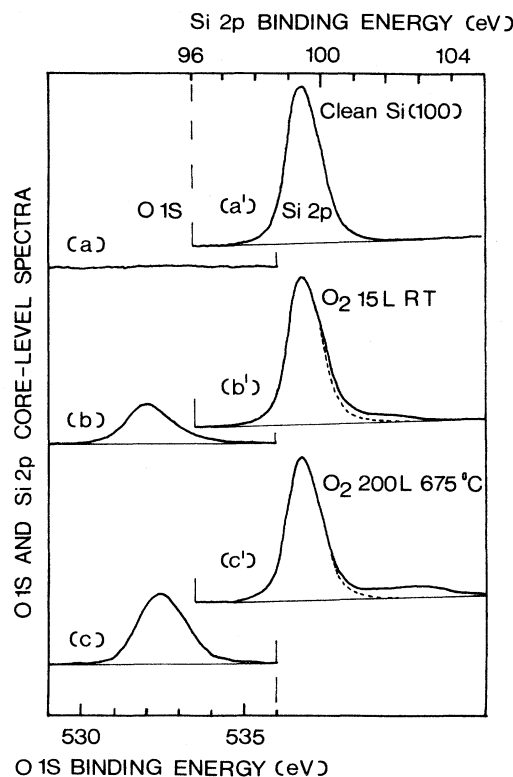 Si 2p BINDING ENERGY (eV)
96 100 104
Clean Si(100)
O 1S (a') Si 2p
(a)
O2 15L RT
(b')
(b)
O2 200L 675°C
(c')
(c)
O1S AND Si 2p CORE-LEVEL SPECTRA
530 535
O 1S BINDING ENERGY (eV)